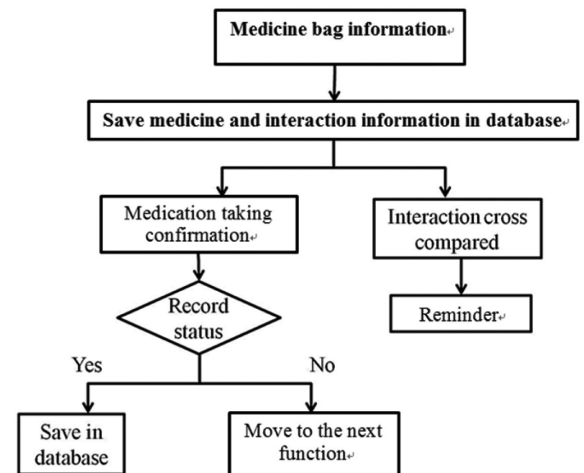 Medicine bag information
Save medicine and interaction information in database
Medication taking
confirmation
Interaction cross
compared
Record
status
Reminder
Yes
No
Save in
database
Move to the next
function